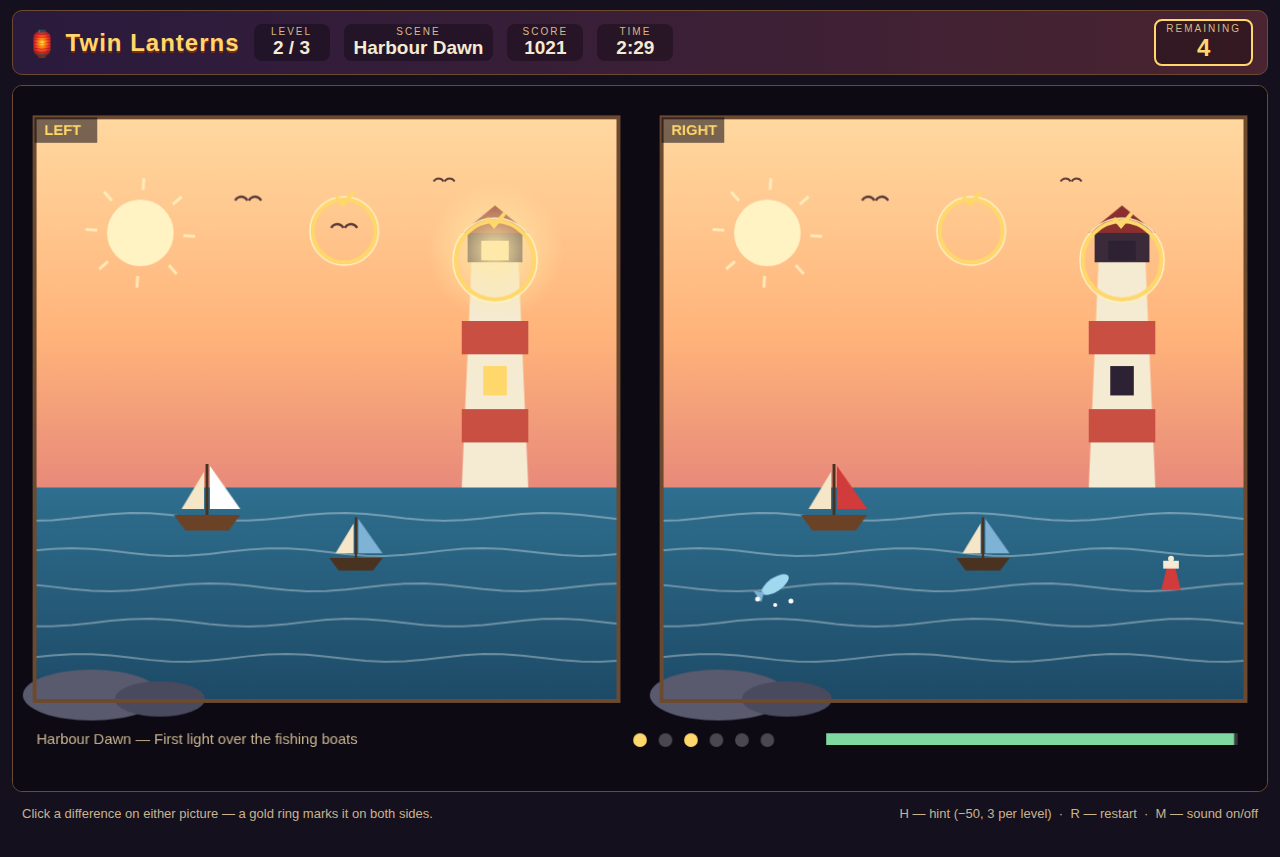 Twin Lanterns
LEVEL
2 / 3
SCENE
Harbour Dawn
SCORE
1021
TIME
2:29
REMAINING
4
LEFT
RIGHT
Harbour Dawn — First light over the fishing boats
Click a difference on either picture — a gold ring marks it on both sides.
H — hint (−50, 3 per level) · R — restart · M — sound on/off